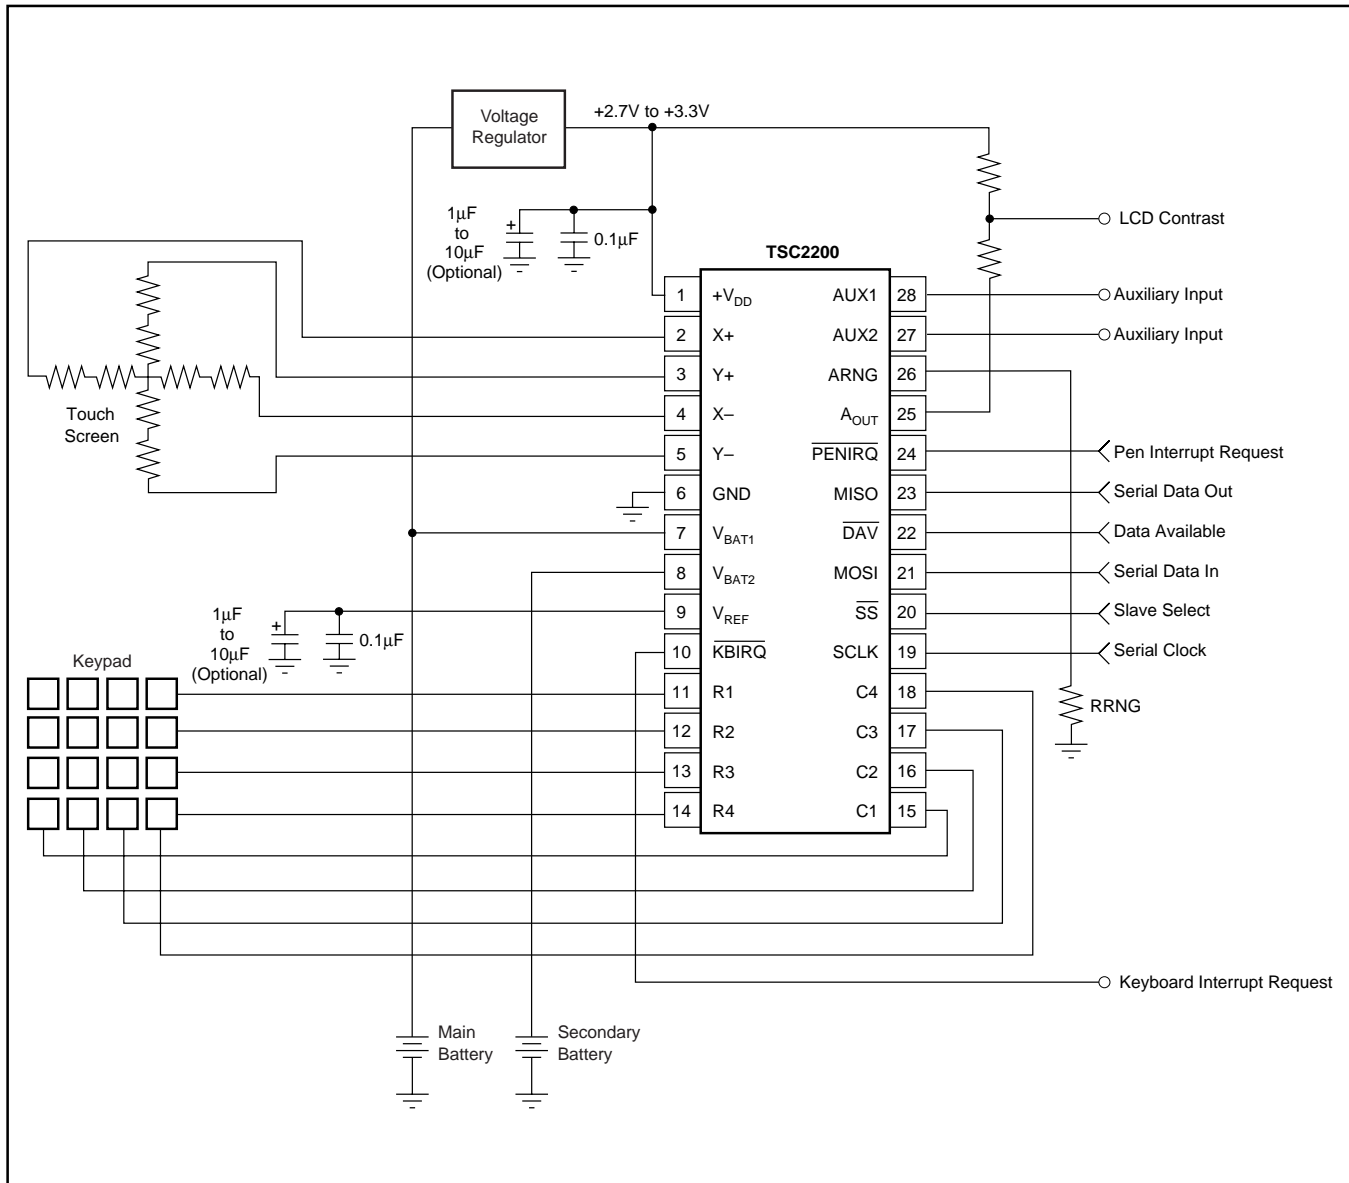 Voltage
Regulator
+2.7V to +3.3V
1µF
to
10µF
(Optional)
+
0.1µF
LCD Contrast
TSC2200
1 +VDD AUX1 28 Auxiliary Input
2 X+ AUX2 27 Auxiliary Input
3 Y+ ARNG 26
4 X– AOUT 25
5 Y– PENIRQ 24 Pen Interrupt Request
6 GND MISO 23 Serial Data Out
7 VBAT1 DAV 22 Data Available
8 VBAT2 MOSI 21 Serial Data In
9 VREF SS 20 Slave Select
10 KBIRQ SCLK 19 Serial Clock
11 R1 C4 18
12 R2 C3 17
13 R3 C2 16
14 R4 C1 15
Touch
Screen
1µF
to
10µF
(Optional)
+
0.1µF
Keypad
RRNG
Keyboard Interrupt Request
Main
Battery
Secondary
Battery